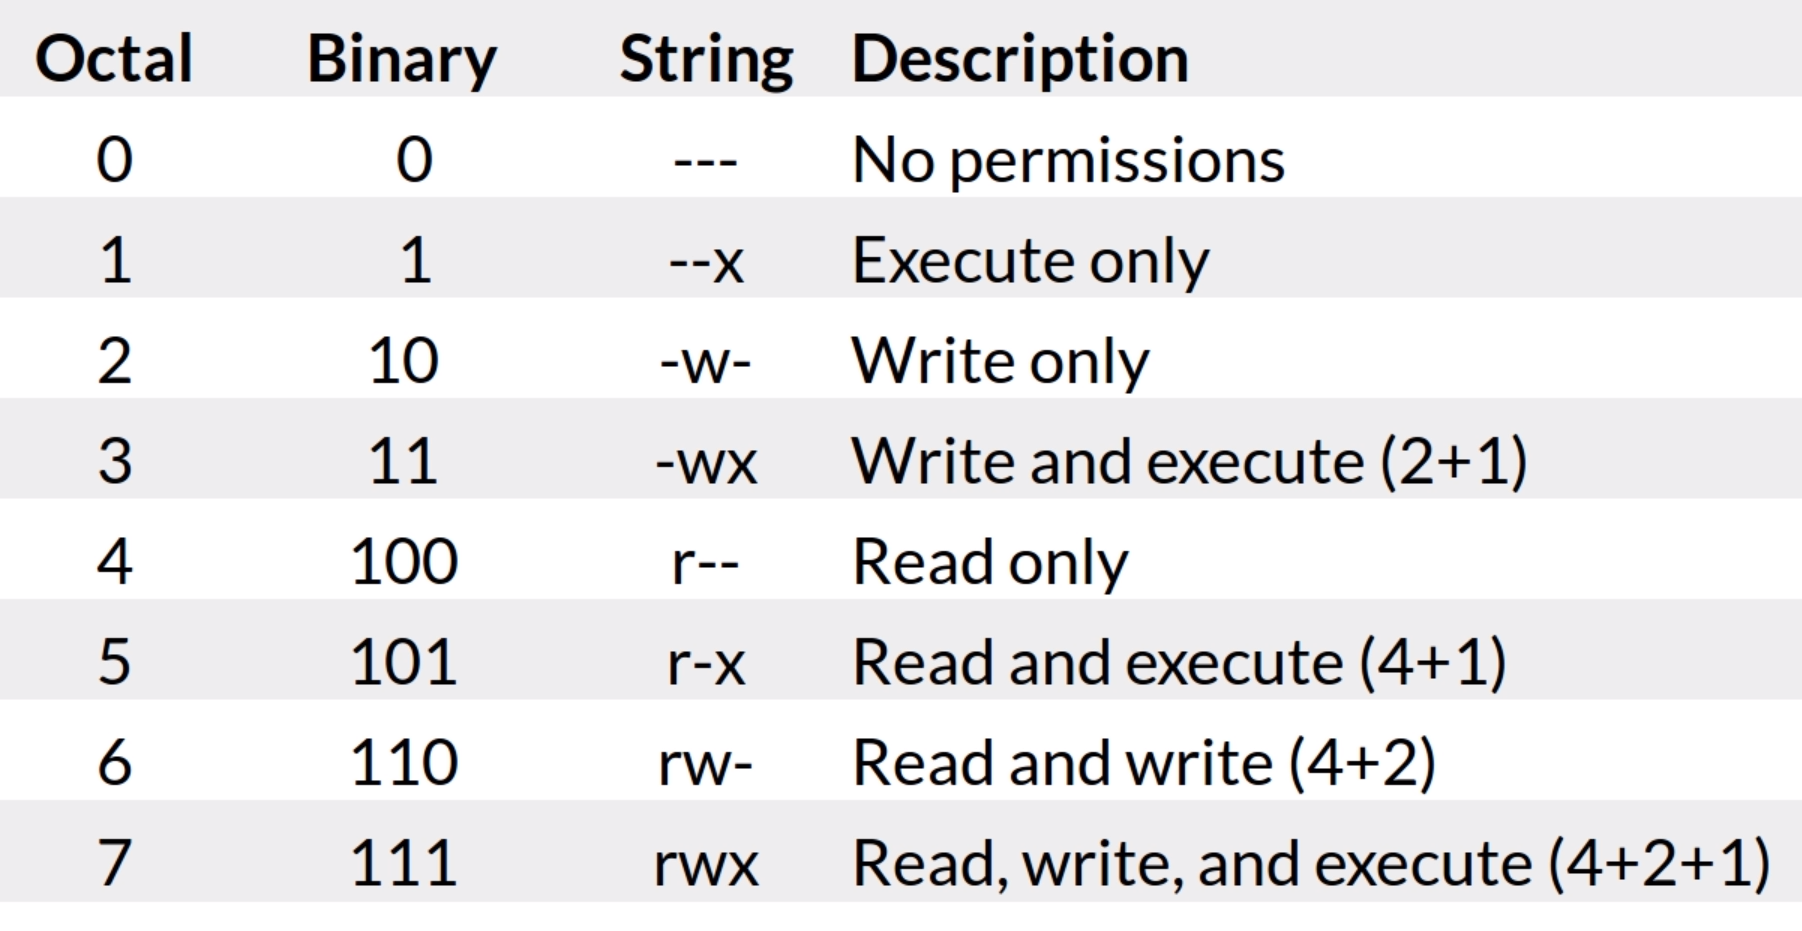 Octal Binary String Description
0 0 --- No permissions
1 1 --x Execute only
2 10 -w- Write only
3 11 -wx Write and execute (2+1)
4 100 r-- Read only
5 101 r-x Read and execute (4+1)
6 110 rw- Read and write (4+2)
7 111 rwx Read, write, and execute (4+2+1)